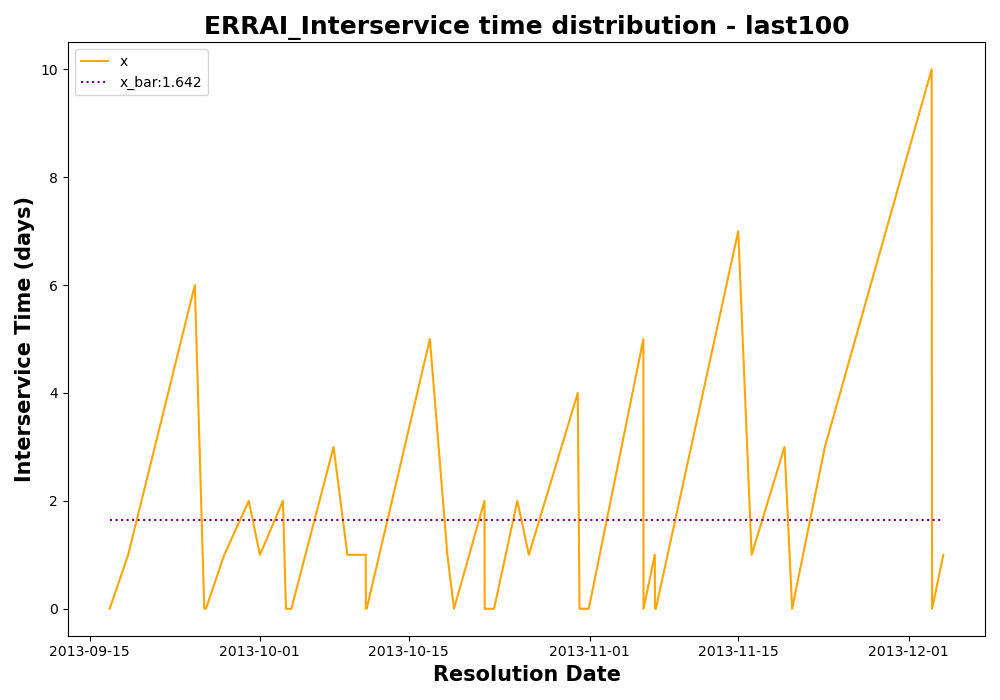 ERRAI_Interservice time distribution - last100
x
x_bar:1.642
Interservice Time (days)
10
8
6
4
2
0
2013-09-15 2013-10-01 2013-10-15 2013-11-01 2013-11-15 2013-12-01
Resolution Date